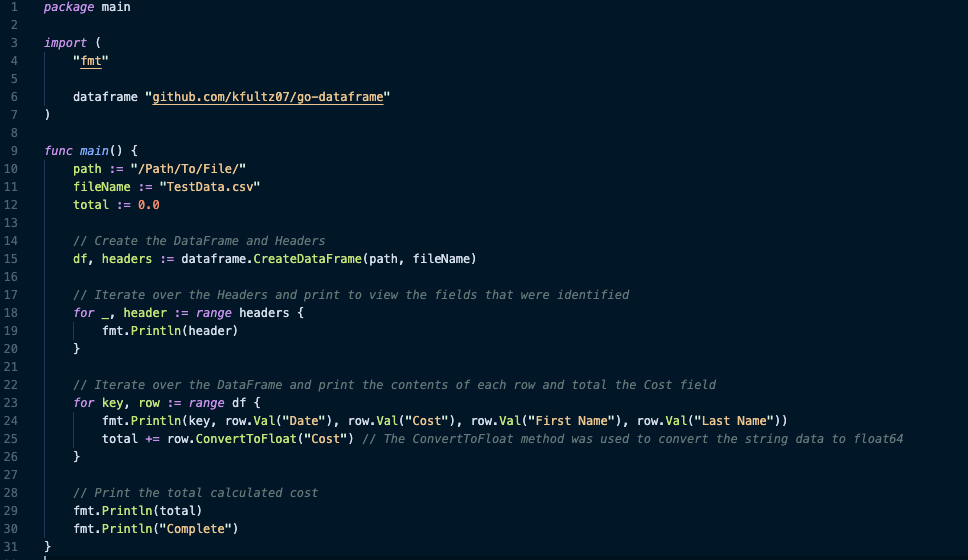 1 package main
2
3 import (
4 "fmt"
5
6 dataframe "github.com/kfultz07/go-dataframe"
7 )
8
9 func main() {
10 path := "/Path/To/File/"
11 fileName := "TestData.csv"
12 total := 0.0
13
14 // Create the DataFrame and Headers
15 df, headers := dataframe.CreateDataFrame(path, fileName)
16
17 // Iterate over the Headers and print to view the fields that were identified
18 for _, header := range headers {
19 fmt.Println(header)
20 }
21
22 // Iterate over the DataFrame and print the contents of each row and total the Cost field
23 for key, row := range df {
24 fmt.Println(key, row.Val("Date"), row.Val("Cost"), row.Val("First Name"), row.Val("Last Name"))
25 total += row.ConvertToFloat("Cost") // The ConvertToFloat method was used to convert the string data to float64
26 }
27
28 // Print the total calculated cost
29 fmt.Println(total)
30 fmt.Println("Complete")
31 }